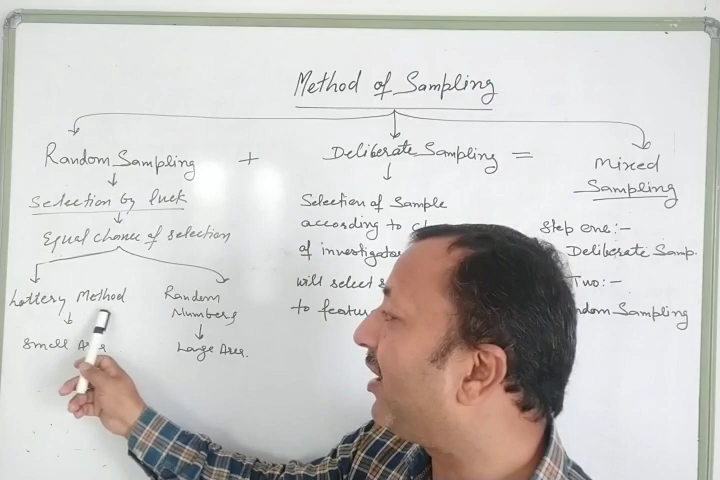 Method of Sampling
Random Sampling + Deliberate Sampling = Mixed
Sampling
Selection by luck
Equal chance of selection
Lottery Method
Small Area
Random
Numbers
Large Area.
Selection of Sample
according to
of investigator
will select
to
Step one:-
Deliberate Samp.
Two:-
Sampling